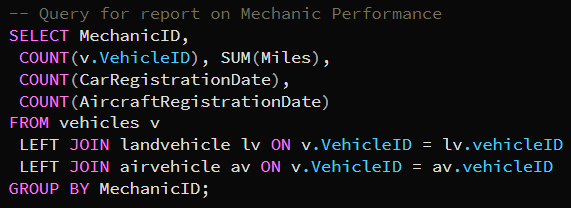 -- Query for report on Mechanic Performance
SELECT MechanicID,
COUNT(v.VehicleID), SUM(Miles),
COUNT(CarRegistrationDate),
COUNT(AircraftRegistrationDate)
FROM vehicles v
LEFT JOIN landvehicle lv ON v.VehicleID = lv.vehicleID
LEFT JOIN airvehicle av ON v.VehicleID = av.vehicleID
GROUP BY MechanicID;